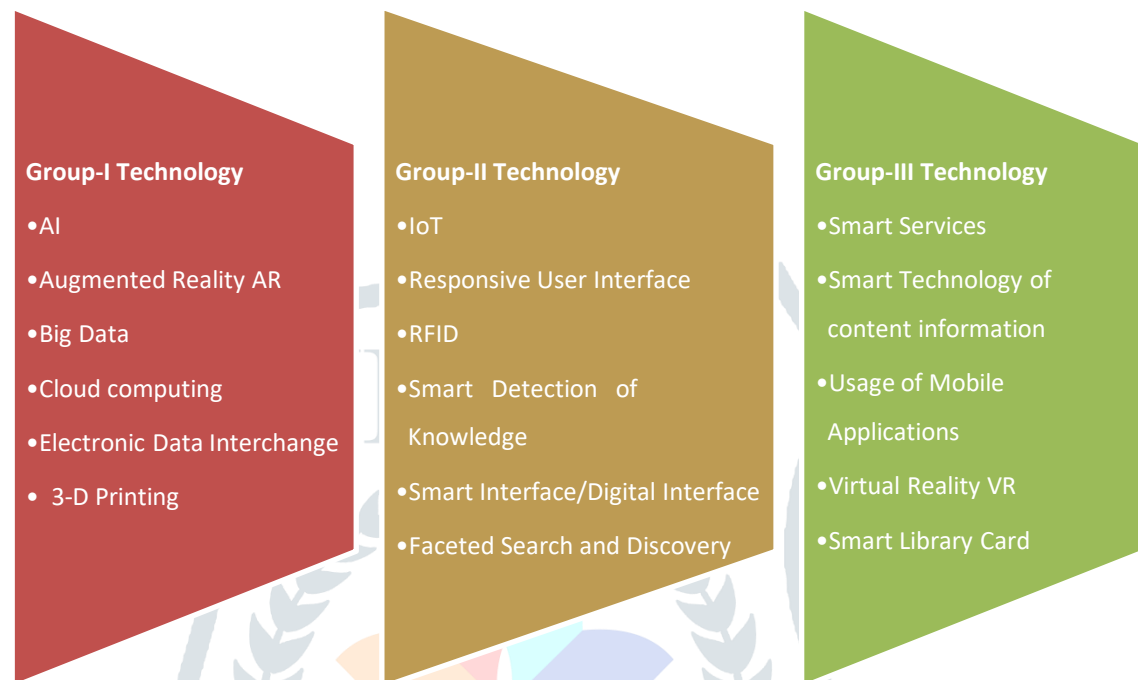 Group-I Technology
•AI
•Augmented Reality AR
•Big Data
•Cloud computing
•Electronic Data Interchange
• 3-D Printing
Group-II Technology
•IoT
•Responsive User Interface
•RFID
•Smart Detection of
Knowledge
•Smart Interface/Digital Interface
•Faceted Search and Discovery
Group-III Technology
•Smart Services
•Smart Technology of
content information
•Usage of Mobile
Applications
•Virtual Reality VR
•Smart Library Card